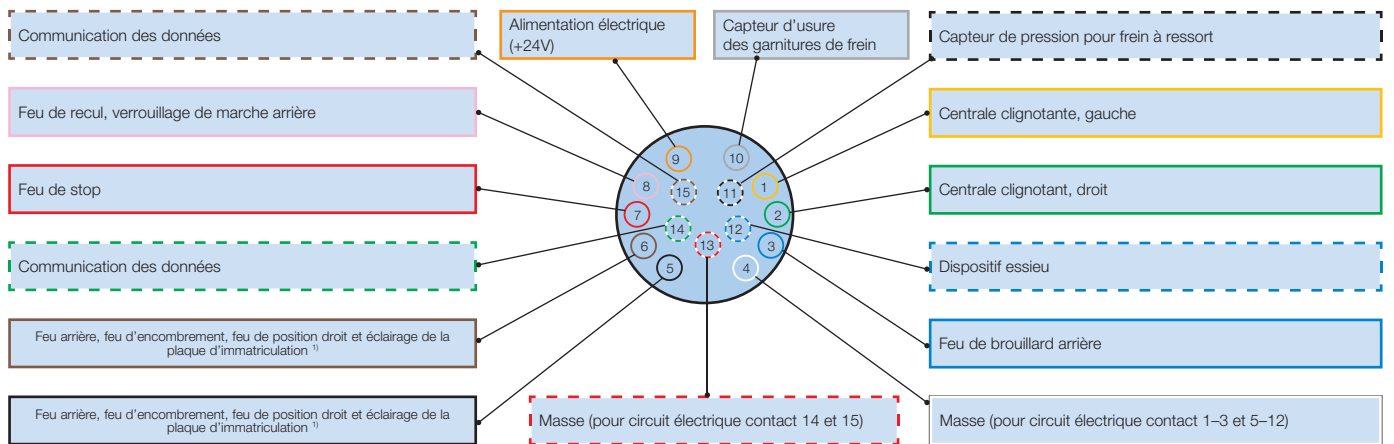 Communication des données
Alimentation électrique
(+24V)
Capteur d'usure
des garnitures de frein
Capteur de pression pour frein à ressort
Feu de recul, verrouillage de marche arrière
Centrale clignotante, gauche
Feu de stop
Centrale clignotant, droit
Communication des données
Dispositif essieu
Feu arrière, feu d'encombrement, feu de position droit et éclairage de la
plaque d'immatriculation 1)
Feu de brouillard arrière
Feu arrière, feu d'encombrement, feu de position droit et éclairage de la
plaque d'immatriculation 1)
Masse (pour circuit électrique contact 14 et 15)
Masse (pour circuit électrique contact 1–3 et 5–12)
9
10
8
15
11
1
7
2
14
12
6
13
3
5
4